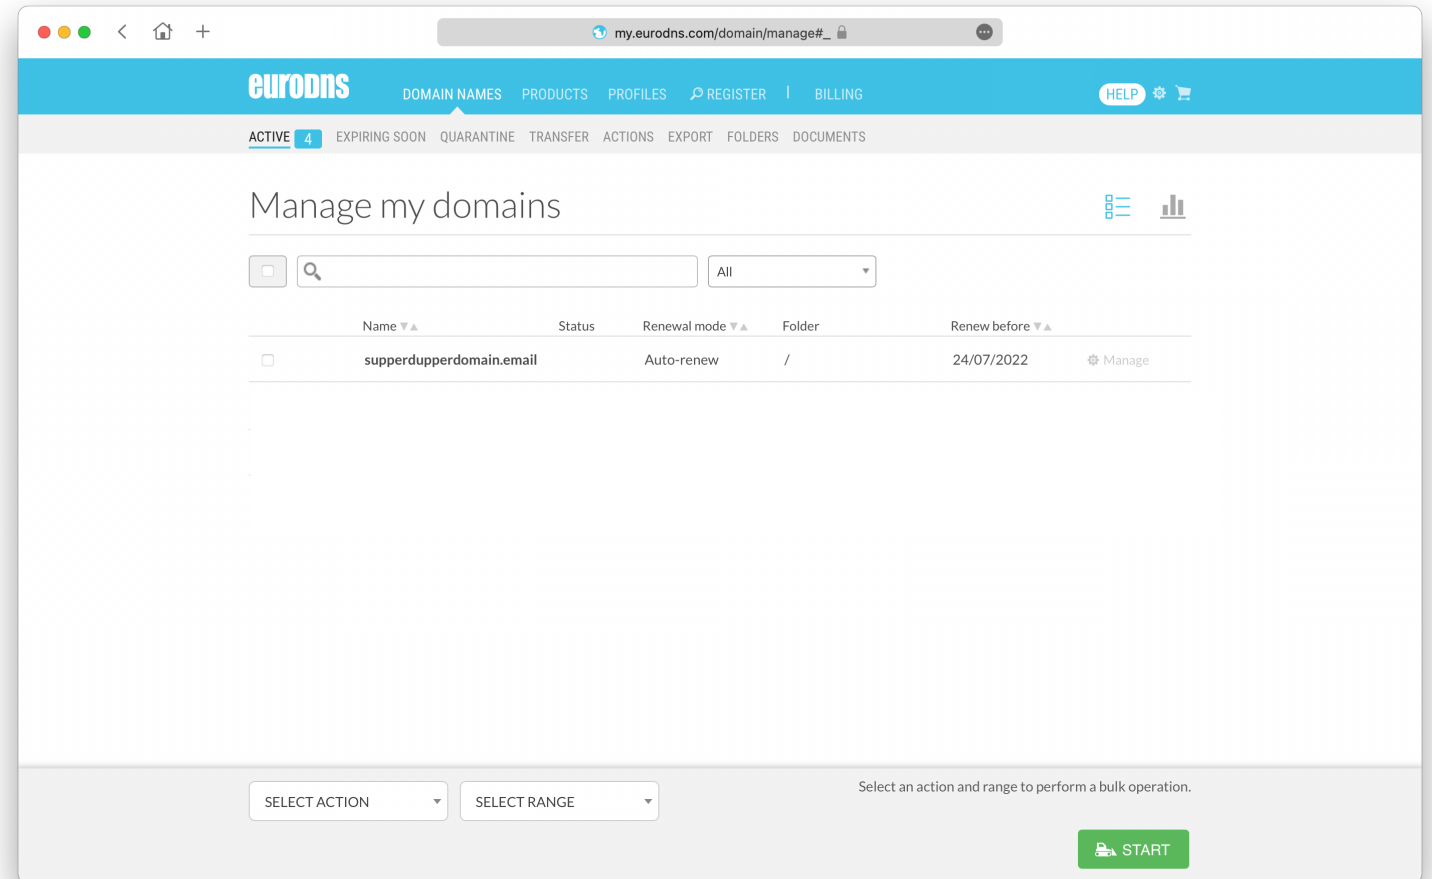 my.eurodns.com/domain/manage#_
euroDNS
DOMAIN NAMES PRODUCTS PROFILES REGISTER | BILLING HELP
ACTIVE 4 EXPIRING SOON QUARANTINE TRANSFER ACTIONS EXPORT FOLDERS DOCUMENTS
Manage my domains
All
Name Status Renewal mode Folder Renew before
supperdupperdomain.email Auto-renew / 24/07/2022 Manage
Select an action and range to perform a bulk operation.
SELECT ACTION SELECT RANGE
START